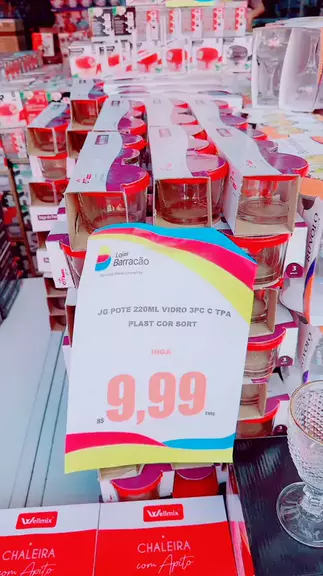 Lojas
Barracão
JG POTE 220ML VIDRO 3PC C TPA
PLAST COR SORT
INGA
R$ 9,99
Wellmix
CHALEIRA
com Apito
Wellmix
CHALEIRA
com Apito